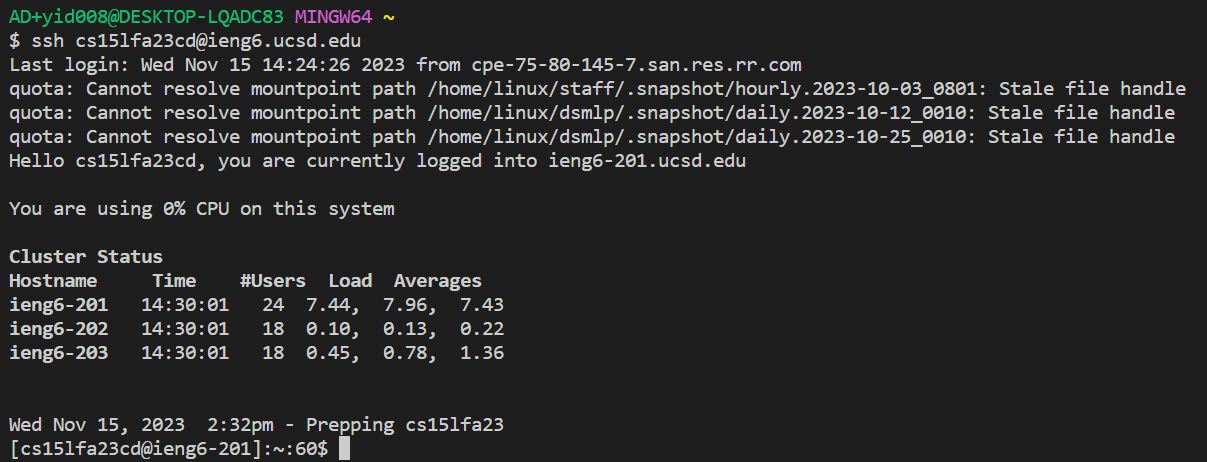 AD+yid008@DESKTOP-LQADC83 MINGW64 ~
$ ssh cs15lfa23cd@ieng6.ucsd.edu
Last login: Wed Nov 15 14:24:26 2023 from cpe-75-80-145-7.san.res.rr.com
quota: Cannot resolve mountpoint path /home/linux/staff/.snapshot/hourly.2023-10-03_0801: Stale file handle
quota: Cannot resolve mountpoint path /home/linux/dsmlp/.snapshot/daily.2023-10-12_0010: Stale file handle
quota: Cannot resolve mountpoint path /home/linux/dsmlp/.snapshot/daily.2023-10-25_0010: Stale file handle
Hello cs15lfa23cd, you are currently logged into ieng6-201.ucsd.edu
You are using 0% CPU on this system
Cluster Status
Hostname     Time    #Users  Load  Averages
ieng6-201   14:30:01   24  7.44,  7.96,  7.43
ieng6-202   14:30:01   18  0.10,  0.13,  0.22
ieng6-203   14:30:01   18  0.45,  0.78,  1.36
Wed Nov 15, 2023  2:32pm - Prepping cs15lfa23
[cs15lfa23cd@ieng6-201]:~:60$